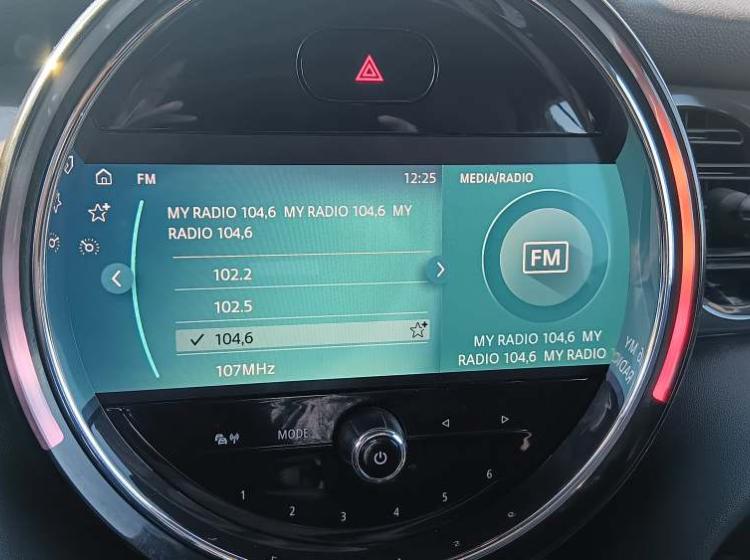 FM
12:25
MEDIA/RADIO
MY RADIO 104,6 MY RADIO 104,6 MY
RADIO 104,6
102.2
102.5
104,6
107MHz
FM
MY RADIO 104,6 MY
RADIO 104,6 MY RADIO
MODE
1
2
3
4
5
6